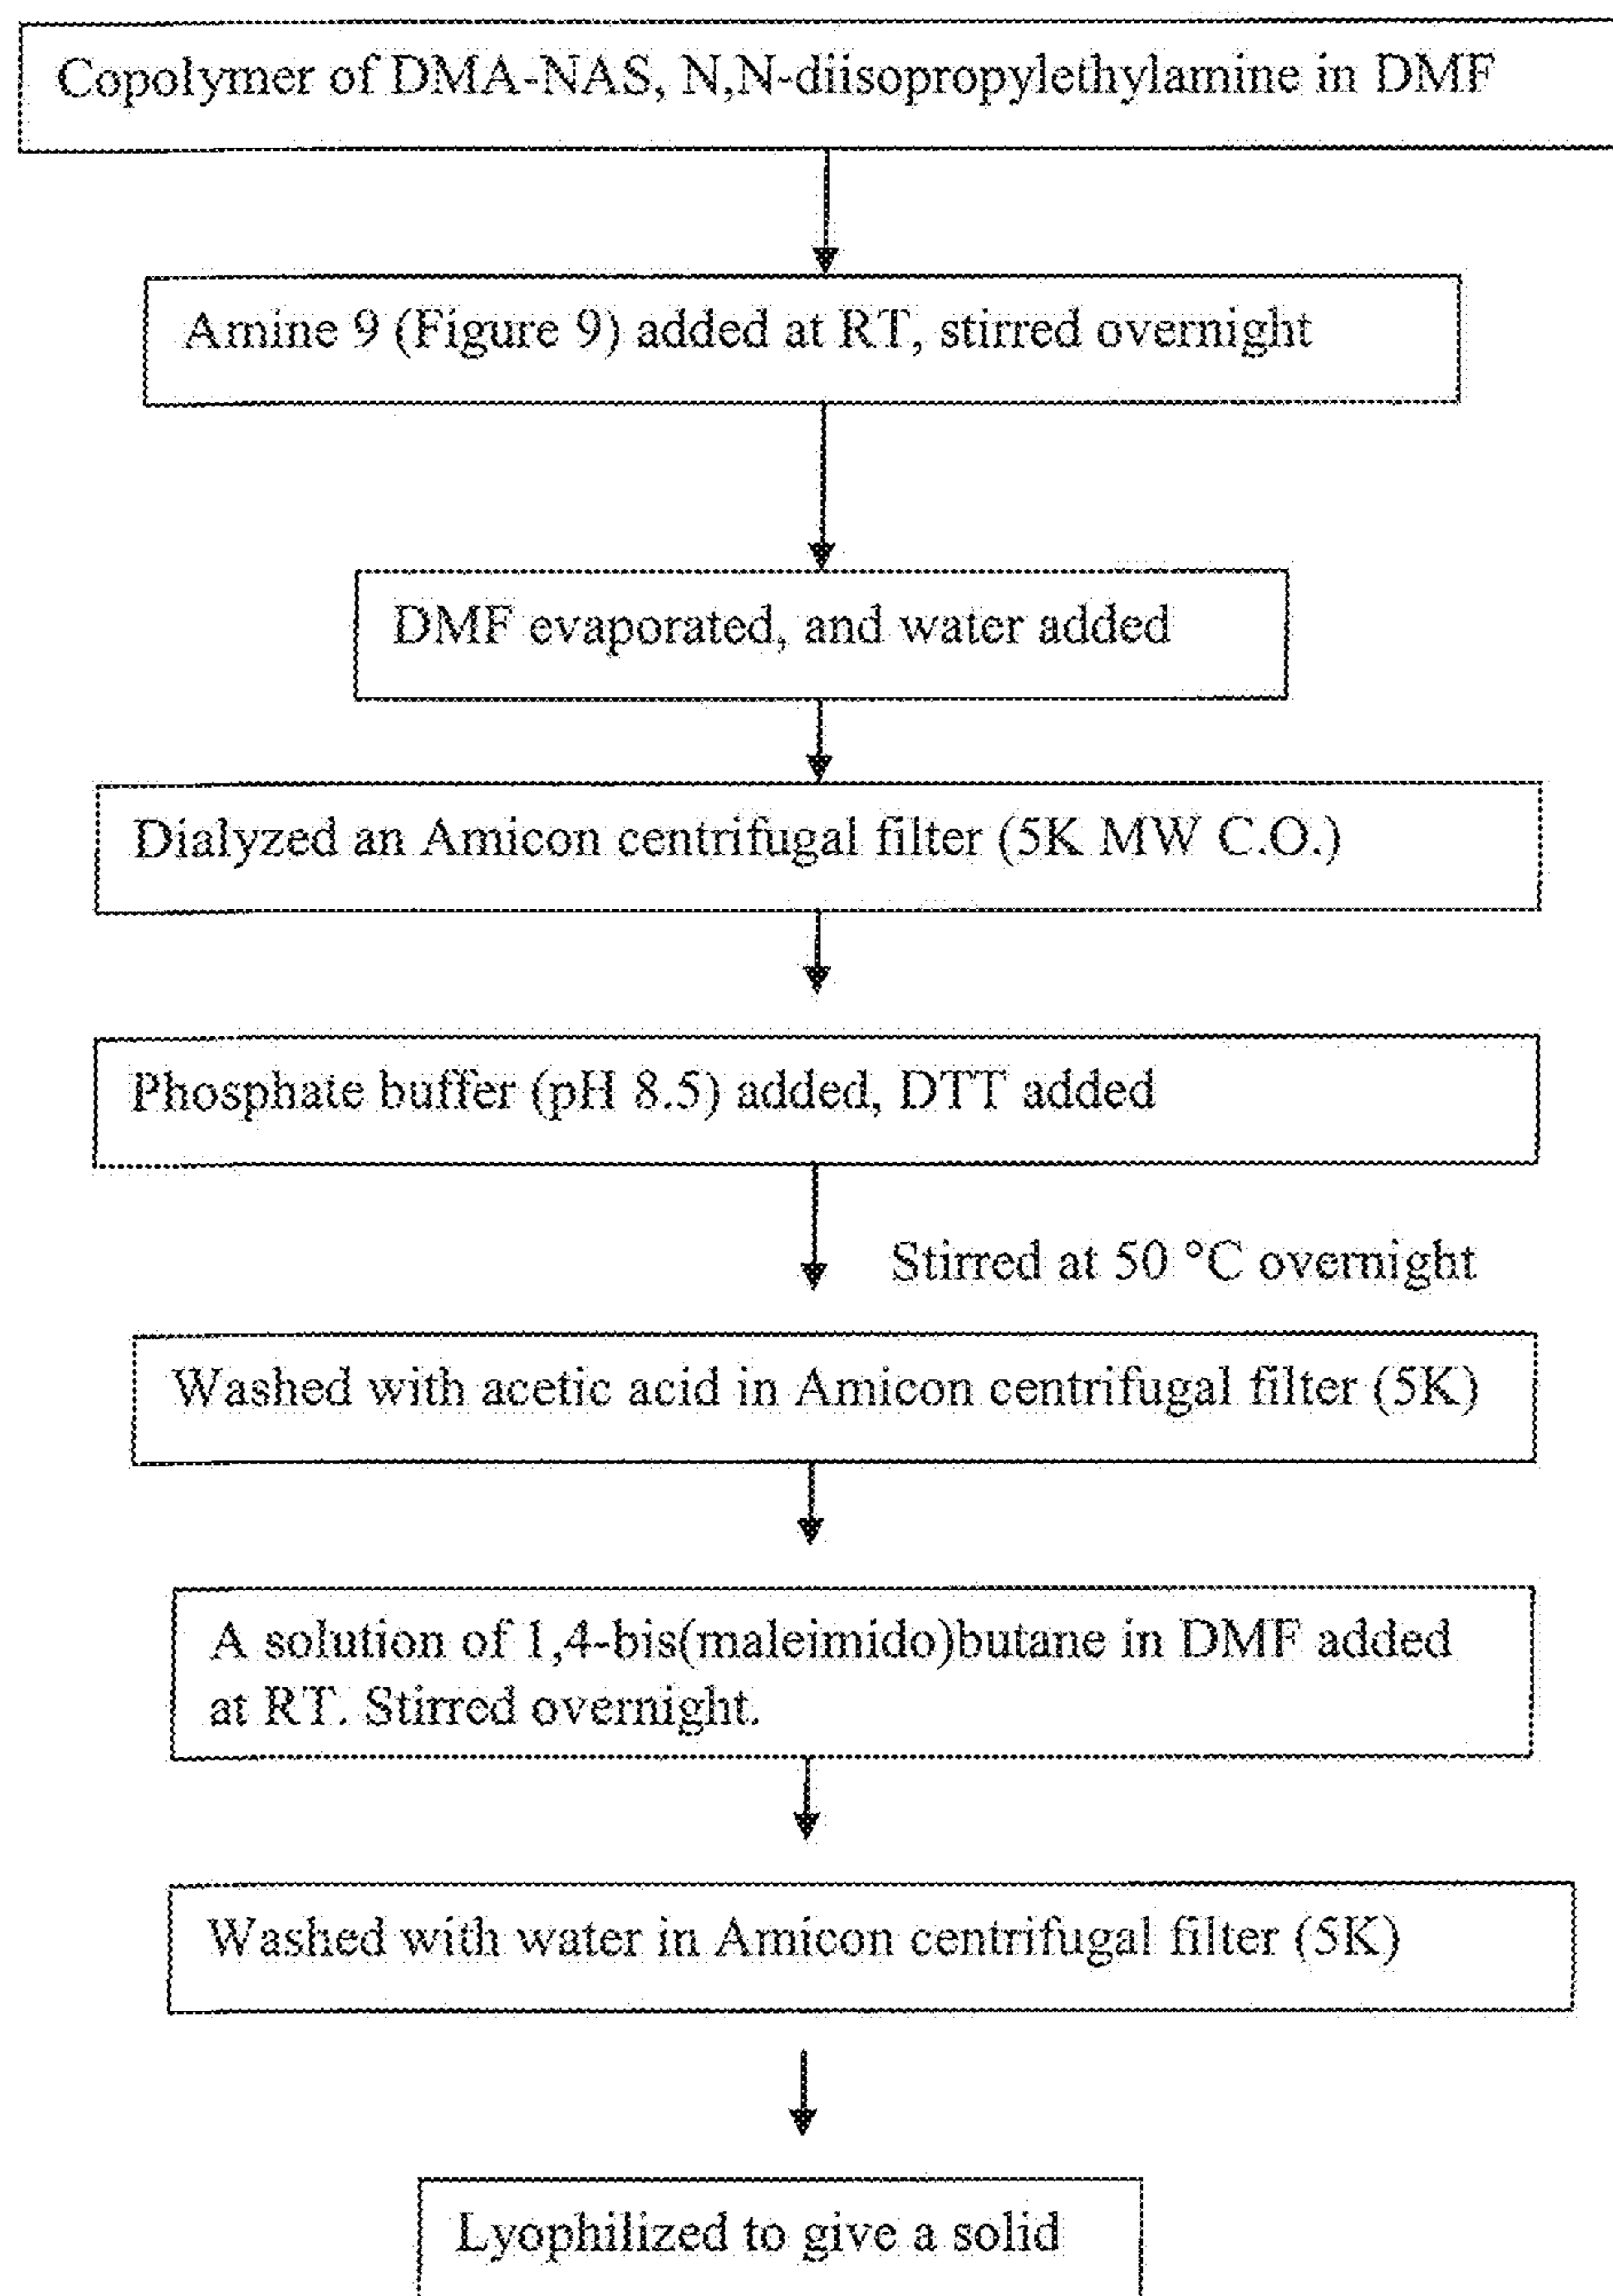 Copolymer of DMA-NAS, N,N-diisopropylethylamine in DMF
Amine 9 (Figure 9) added at RT, stirred overnight
DMF evaporated, and water added
Dialyzed an Amicon centrifugal filter (5K MW C.O.)
Phosphate buffer (pH 8.5) added, DTT added
Stirred at 50 °C overnight
Washed with acetic acid in Amicon centrifugal filter (5K)
A solution of 1,4-bis(maleimido)butane in DMF added
at RT. Stirred overnight.
Washed with water in Amicon centrifugal filter (5K)
Lyophilized to give a solid